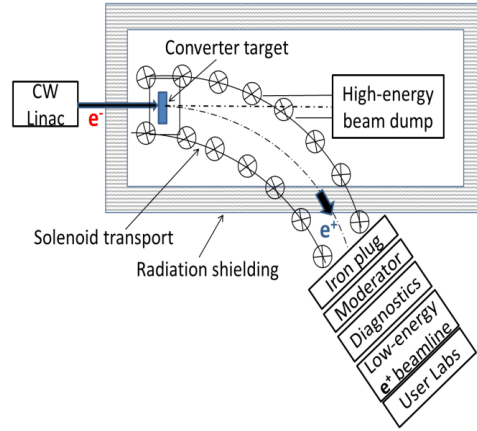 Converter target
CW
Linac
e-
High-energy
beam dump
Solenoid transport
Radiation shielding
e+
Iron plug
Moderator
Diagnostics
Low-energy
e+ beamline
User Labs